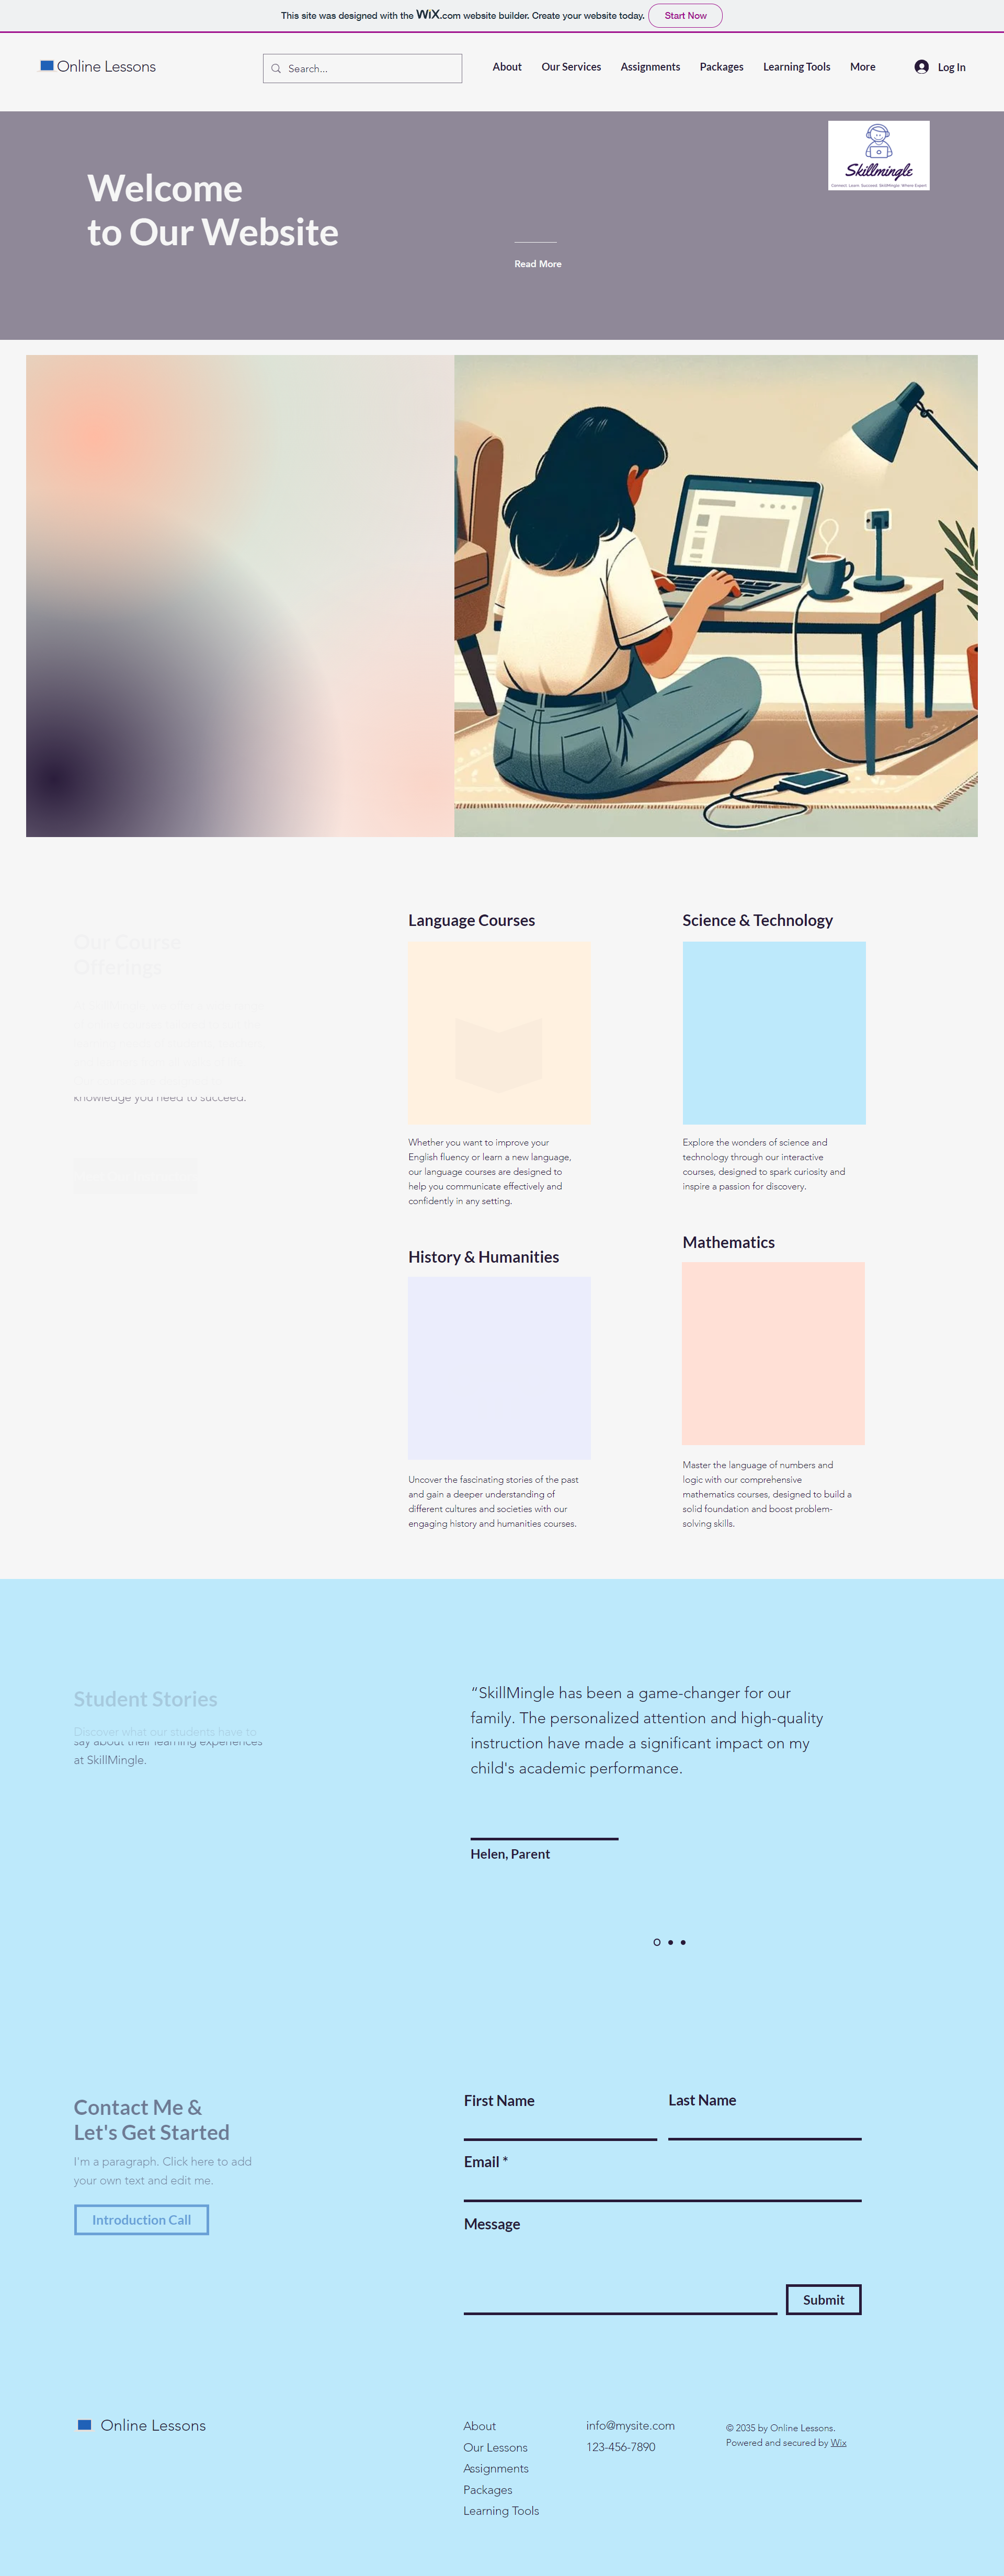 This site was designed with the WiX.com website builder. Create your website today. Start Now
Online Lessons
Search...
About Our Services Assignments Packages Learning Tools More
Log In
Skillmingle
Connect. Learn. Succeed. SkillMingle: Where Expert
Welcome
to Our Website
Read More
Our Course
Offerings
knowledge you need to succeed.
Language Courses
Whether you want to improve your
English fluency or learn a new language,
our language courses are designed to
help you communicate effectively and
confidently in any setting.
Science & Technology
Explore the wonders of science and
technology through our interactive
courses, designed to spark curiosity and
inspire a passion for discovery.
History & Humanities
Uncover the fascinating stories of the past
and gain a deeper understanding of
different cultures and societies with our
engaging history and humanities courses.
Mathematics
Master the language of numbers and
logic with our comprehensive
mathematics courses, designed to build a
solid foundation and boost problem-
solving skills.
Student Stories
Discover what our students have to
say about their learning experiences
at SkillMingle.
“SkillMingle has been a game-changer for our
family. The personalized attention and high-quality
instruction have made a significant impact on my
child's academic performance.
Helen, Parent
Contact Me &
Let's Get Started
I'm a paragraph. Click here to add
your own text and edit me.
Introduction Call
First Name
Last Name
Email *
Message
Submit
Online Lessons
About
Our Lessons
Assignments
Packages
Learning Tools
info@mysite.com
123-456-7890
© 2035 by Online Lessons.
Powered and secured by Wix